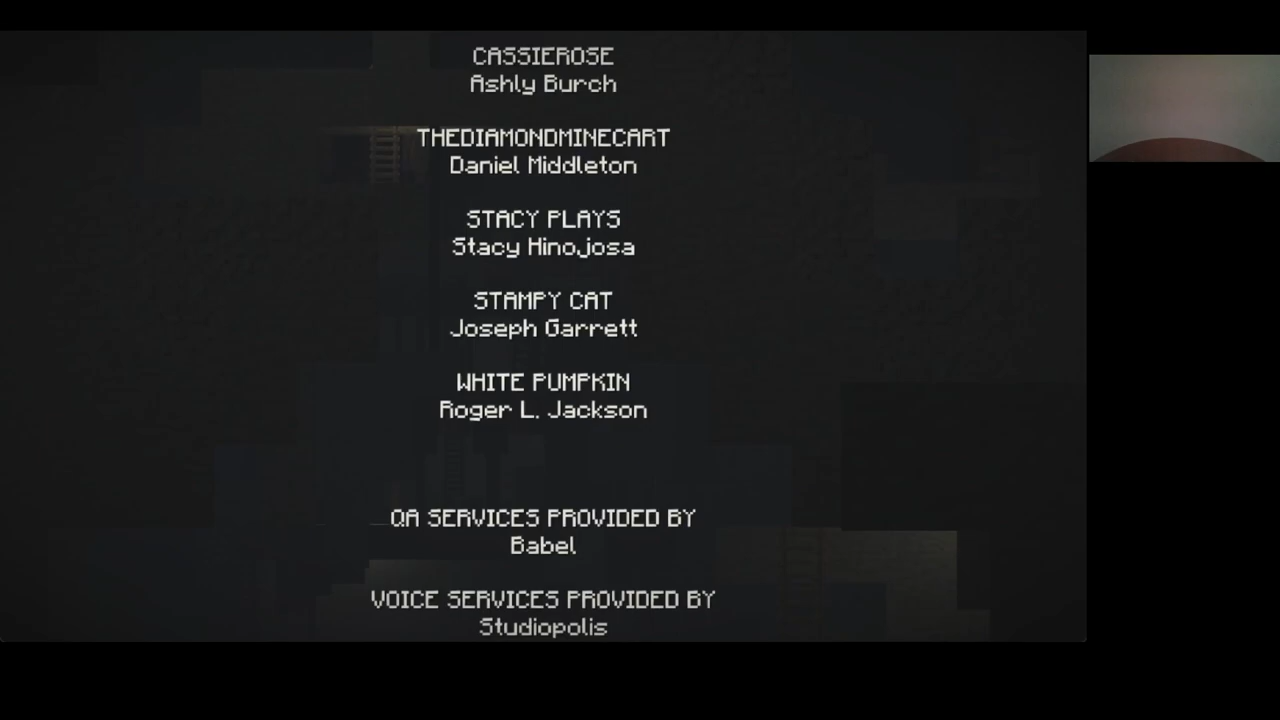 CASSIEROSE
Ashly Burch
THEDIAMONDMINECART
Daniel Middleton
STACY PLAYS
Stacy Hinojosa
STAMPY CAT
Joseph Garrett
WHITE PUMPKIN
Roger L. Jackson
QA SERVICES PROVIDED BY
Babel
VOICE SERVICES PROVIDED BY
Studiopolis